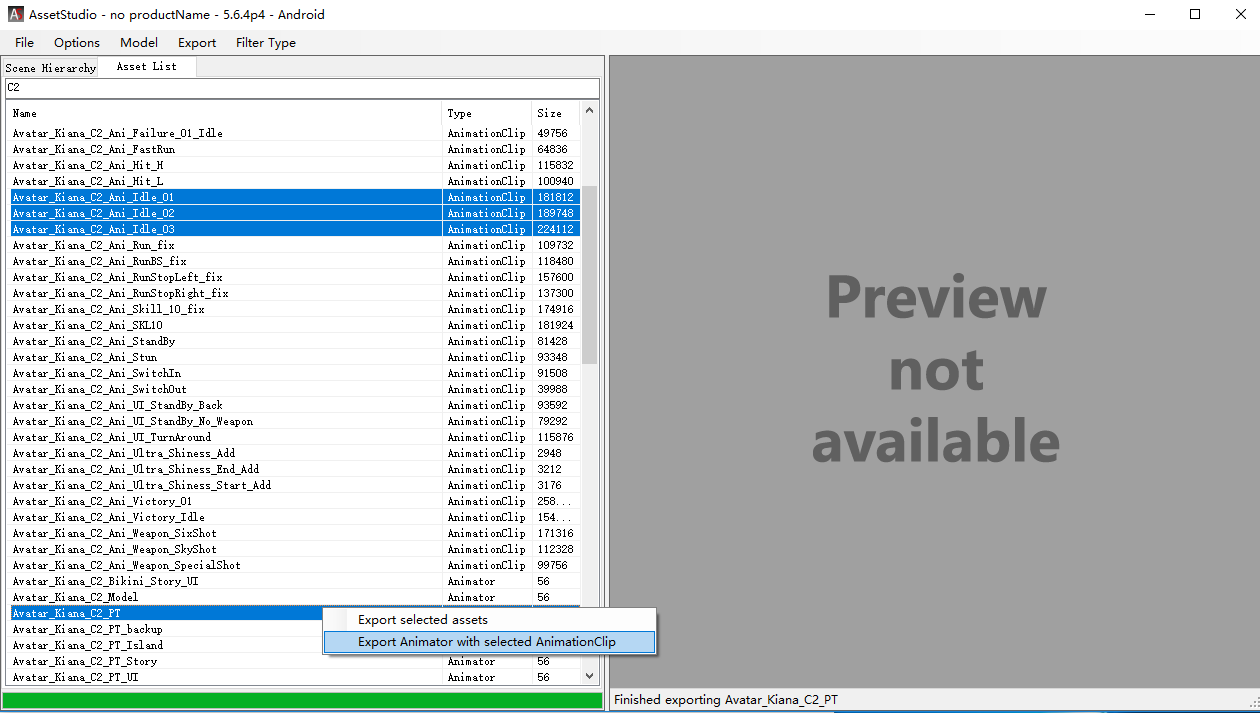 AssetStudio - no productName - 5.6.4p4 - Android
File Options Model Export Filter Type
Scene Hierarchy Asset List
C2
Name Type Size
Avatar_Kiana_C2_Ani_Failure_01_Idle AnimationClip 49756
Avatar_Kiana_C2_Ani_FastRun AnimationClip 64836
Avatar_Kiana_C2_Ani_Hit_H AnimationClip 115832
Avatar_Kiana_C2_Ani_Hit_L AnimationClip 100940
Avatar_Kiana_C2_Ani_Idle_01 AnimationClip 181812
Avatar_Kiana_C2_Ani_Idle_02 AnimationClip 189748
Avatar_Kiana_C2_Ani_Idle_03 AnimationClip 224112
Avatar_Kiana_C2_Ani_Run_fix AnimationClip 109732
Avatar_Kiana_C2_Ani_RunBS_fix AnimationClip 118480
Avatar_Kiana_C2_Ani_RunStopLeft_fix AnimationClip 157600
Avatar_Kiana_C2_Ani_RunStopRight_fix AnimationClip 137300
Avatar_Kiana_C2_Ani_Skill_10_fix AnimationClip 174916
Avatar_Kiana_C2_Ani_SKL10 AnimationClip 181924
Avatar_Kiana_C2_Ani_StandBy AnimationClip 81428
Avatar_Kiana_C2_Ani_Stun AnimationClip 93348
Avatar_Kiana_C2_Ani_SwitchIn AnimationClip 91508
Avatar_Kiana_C2_Ani_SwitchOut AnimationClip 39988
Avatar_Kiana_C2_Ani_UI_StandBy_Back AnimationClip 93592
Avatar_Kiana_C2_Ani_UI_StandBy_No_Weapon AnimationClip 79292
Avatar_Kiana_C2_Ani_UI_TurnAround AnimationClip 115876
Avatar_Kiana_C2_Ani_Ultra_Shiness_Add AnimationClip 2948
Avatar_Kiana_C2_Ani_Ultra_Shiness_End_Add AnimationClip 3212
Avatar_Kiana_C2_Ani_Ultra_Shiness_Start_Add AnimationClip 3176
Avatar_Kiana_C2_Ani_Victory_01 AnimationClip 258...
Avatar_Kiana_C2_Ani_Victory_Idle AnimationClip 154...
Avatar_Kiana_C2_Ani_Weapon_SixShot AnimationClip 171316
Avatar_Kiana_C2_Ani_Weapon_SkyShot AnimationClip 112328
Avatar_Kiana_C2_Ani_Weapon_SpecialShot AnimationClip 99756
Avatar_Kiana_C2_Bikini_Story_UI Animator 56
Avatar_Kiana_C2_Model Animator 56
Avatar_Kiana_C2_PT
Avatar_Kiana_C2_PT_backup
Avatar_Kiana_C2_PT_Island
Avatar_Kiana_C2_PT_Story Animator 56
Avatar_Kiana_C2_PT_UI Animator 56
Export selected assets
Export Animator with selected AnimationClip
Preview
not
available
Finished exporting Avatar_Kiana_C2_PT